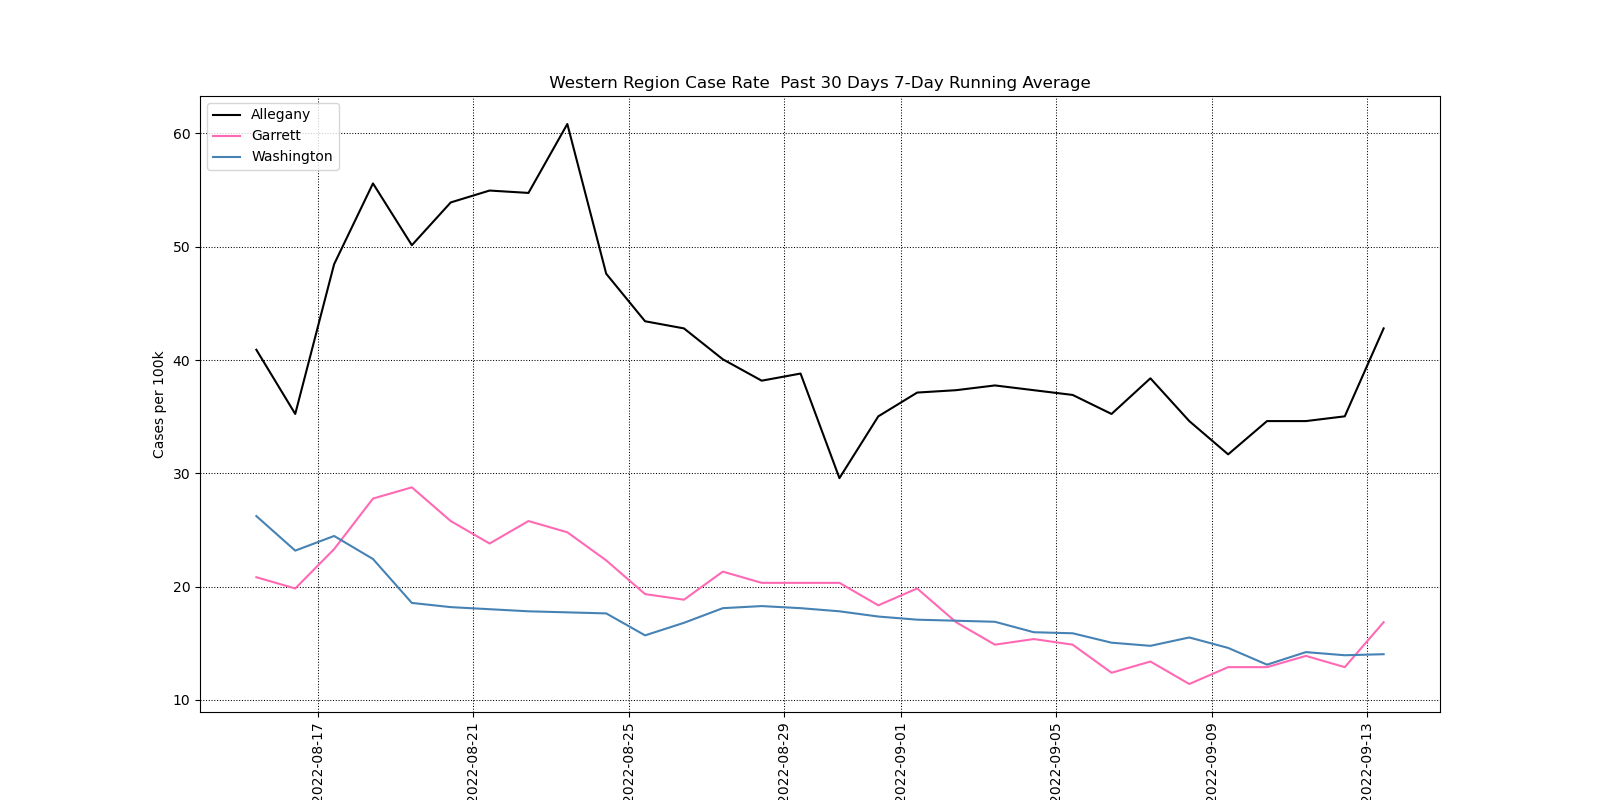 Western Region Case Rate  Past 30 Days 7-Day Running Average
Allegany
Garrett
Washington
60
50
40
30
20
10
Cases per 100k
2022-08-17
2022-08-21
2022-08-25
2022-08-29
2022-09-01
2022-09-05
2022-09-09
2022-09-13